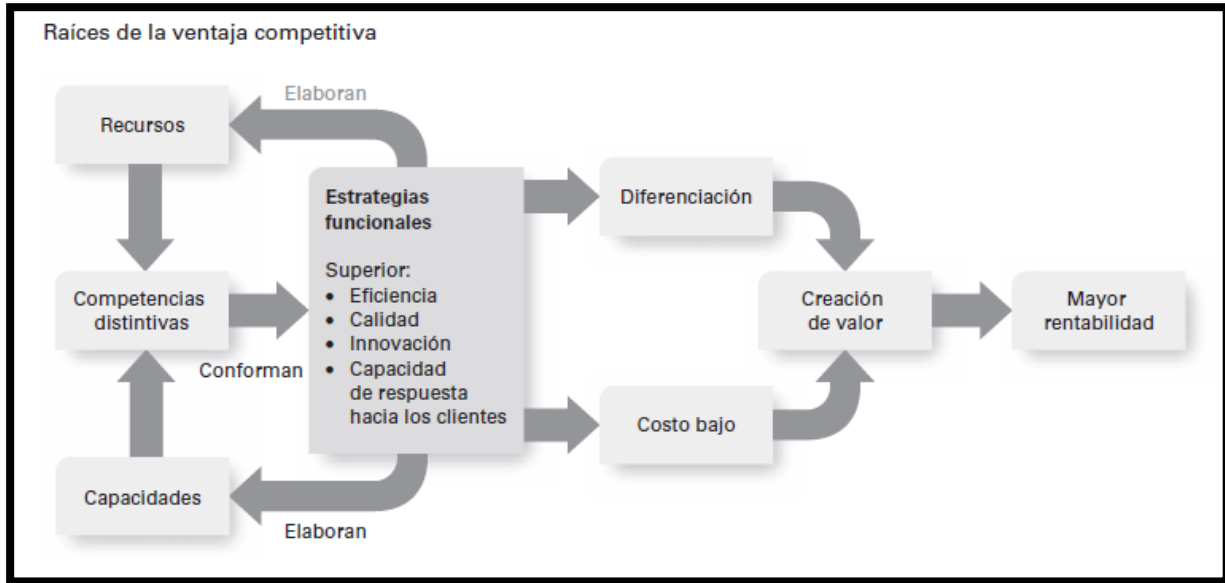 Raíces de la ventaja competitiva
Elaboran
Recursos
Estrategias
funcionales
Superior:
• Eficiencia
• Calidad
• Innovación
• Capacidad
de respuesta
hacia los clientes
Diferenciación
Competencias
distintivas
Conforman
Creación
de valor
Mayor
rentabilidad
Costo bajo
Capacidades
Elaboran